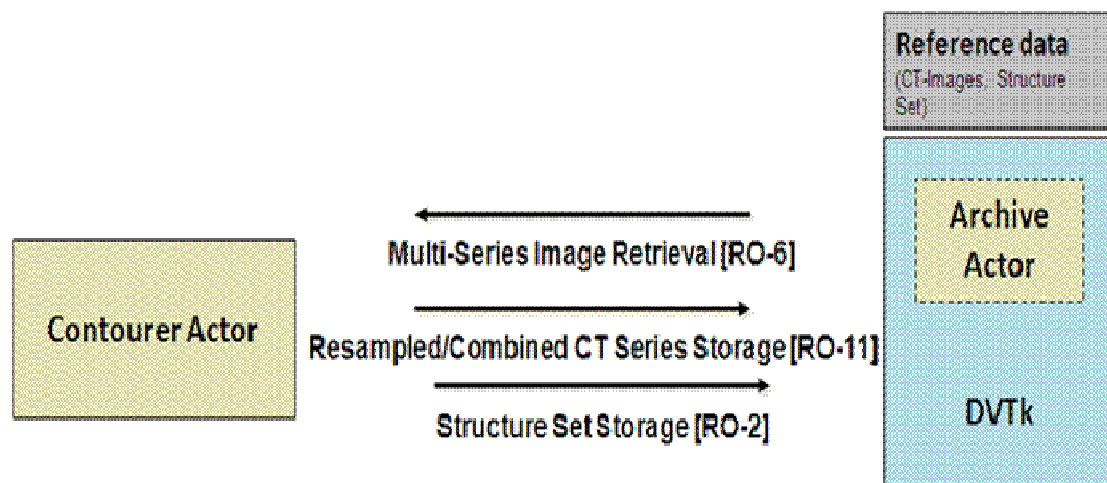 Reference data
(CT-Images, Structure
Set)
Archive
Actor
Multi-Series Image Retrieval [RO-6]
Contourer Actor
Resampled/Combined CT Series Storage [RO-11]
DVTk
Structure Set Storage [RO-2]